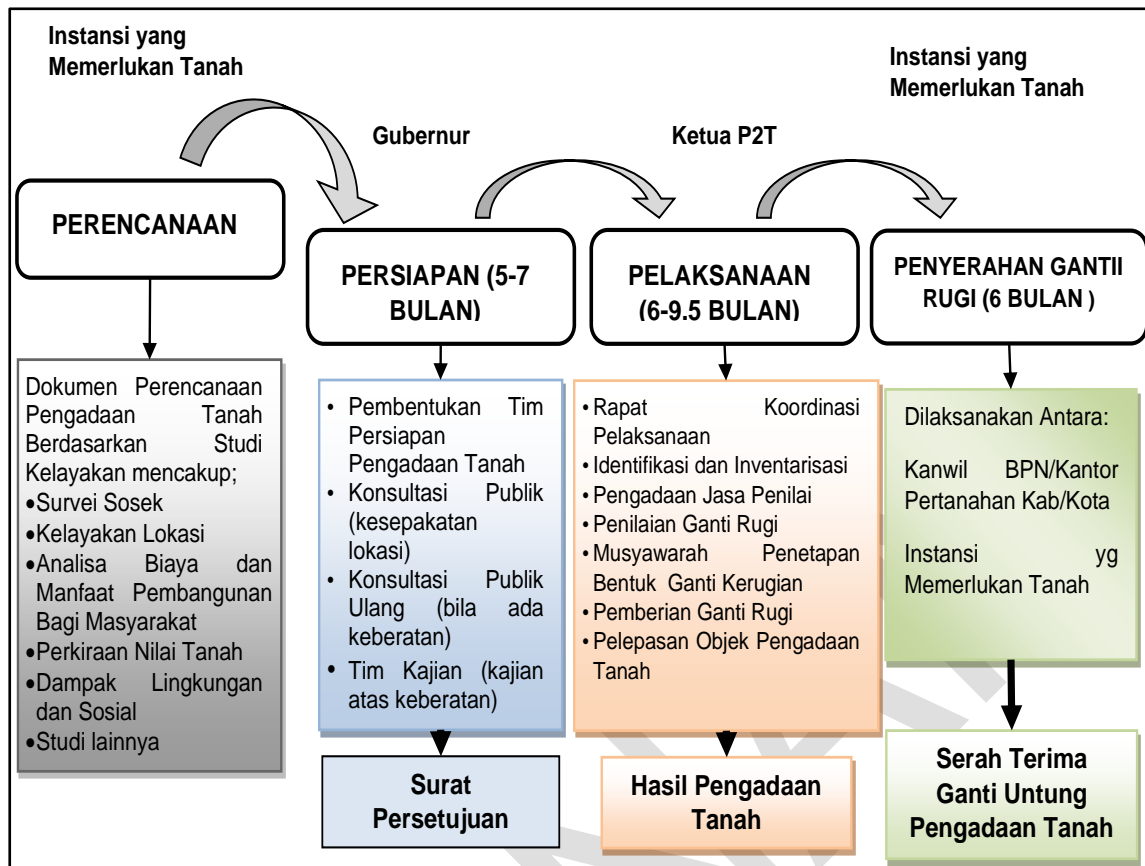 Instansi yang
Memerlukan Tanah
Gubernur
Ketua P2T
Instansi yang
Memerlukan Tanah
PERENCANAAN
PERSIAPAN (5-7
BULAN)
PELAKSANAAN
(6-9.5 BULAN)
PENYERAHAN GANTII
RUGI (6 BULAN )
Dokumen Perencanaan
Pengadaan Tanah
Berdasarkan Studi
Kelayakan mencakup;
•Survei Sosek
•Kelayakan Lokasi
•Analisa Biaya dan
Manfaat Pembangunan
Bagi Masyarakat
•Perkiraan Nilai Tanah
•Dampak Lingkungan
dan Sosial
•Studi lainnya
• Pembentukan Tim
Persiapan
Pengadaan Tanah
• Konsultasi Publik
(kesepakatan
lokasi)
• Konsultasi Publik
Ulang (bila ada
keberatan)
• Tim Kajian (kajian
atas keberatan)
• Rapat Koordinasi
Pelaksanaan
• Identifikasi dan Inventarisasi
• Pengadaan Jasa Penilai
• Penilaian Ganti Rugi
• Musyawarah Penetapan
Bentuk Ganti Kerugian
• Pemberian Ganti Rugi
• Pelepasan Objek Pengadaan
Tanah
Dilaksanakan Antara:
Kanwil BPN/Kantor
Pertanahan Kab/Kota
Instansi yg
Memerlukan Tanah
Surat
Persetujuan
Hasil Pengadaan
Tanah
Serah Terima
Ganti Untung
Pengadaan Tanah